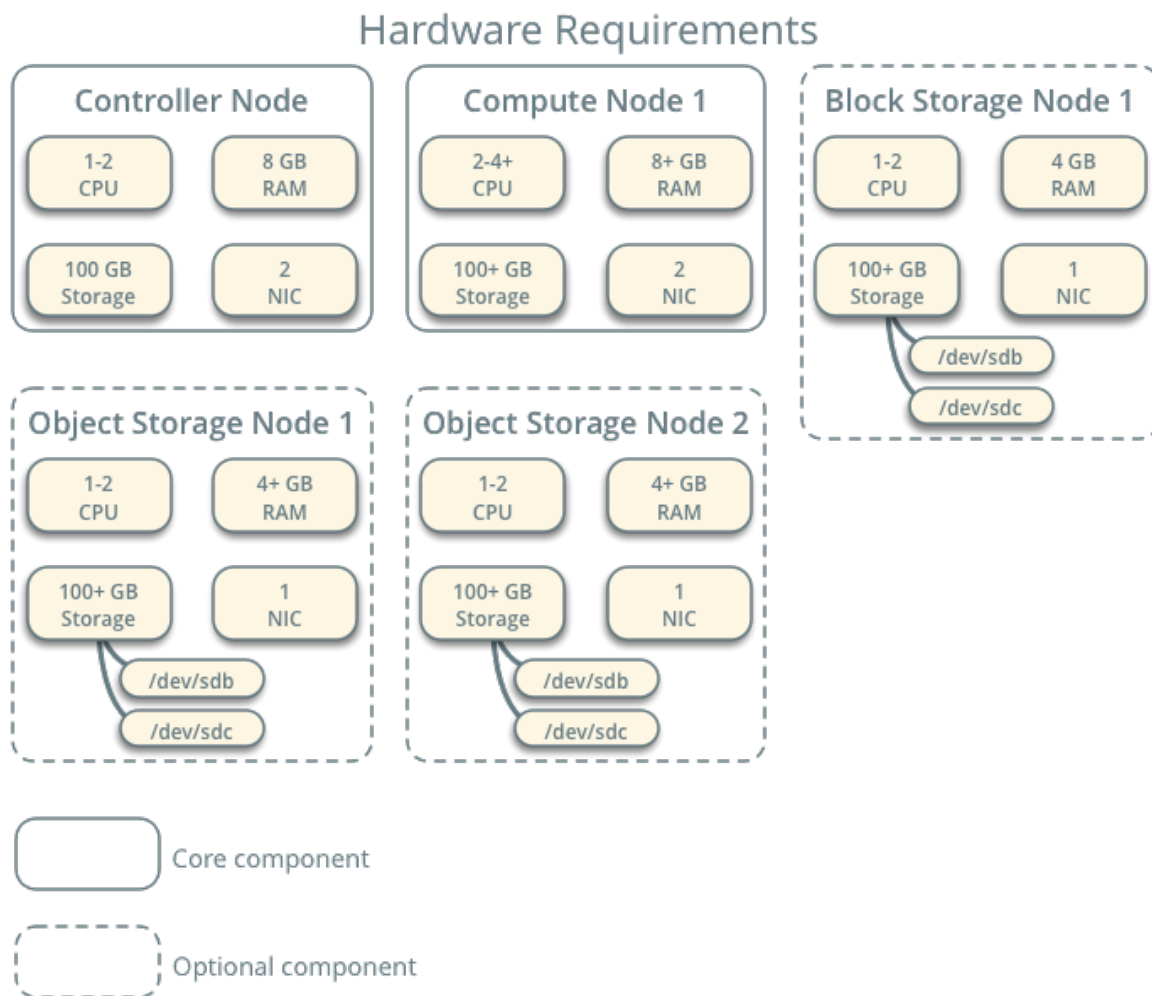 Hardware Requirements
Controller Node
1-2
CPU
8 GB
RAM
100 GB
Storage
2
NIC
Compute Node 1
2-4+
CPU
8+ GB
RAM
100+ GB
Storage
2
NIC
Block Storage Node 1
1-2
CPU
4 GB
RAM
100+ GB
Storage
1
NIC
/dev/sdb
/dev/sdc
Object Storage Node 1
1-2
CPU
4+ GB
RAM
100+ GB
Storage
1
NIC
/dev/sdb
/dev/sdc
Object Storage Node 2
1-2
CPU
4+ GB
RAM
100+ GB
Storage
1
NIC
/dev/sdb
/dev/sdc
Core component
Optional component